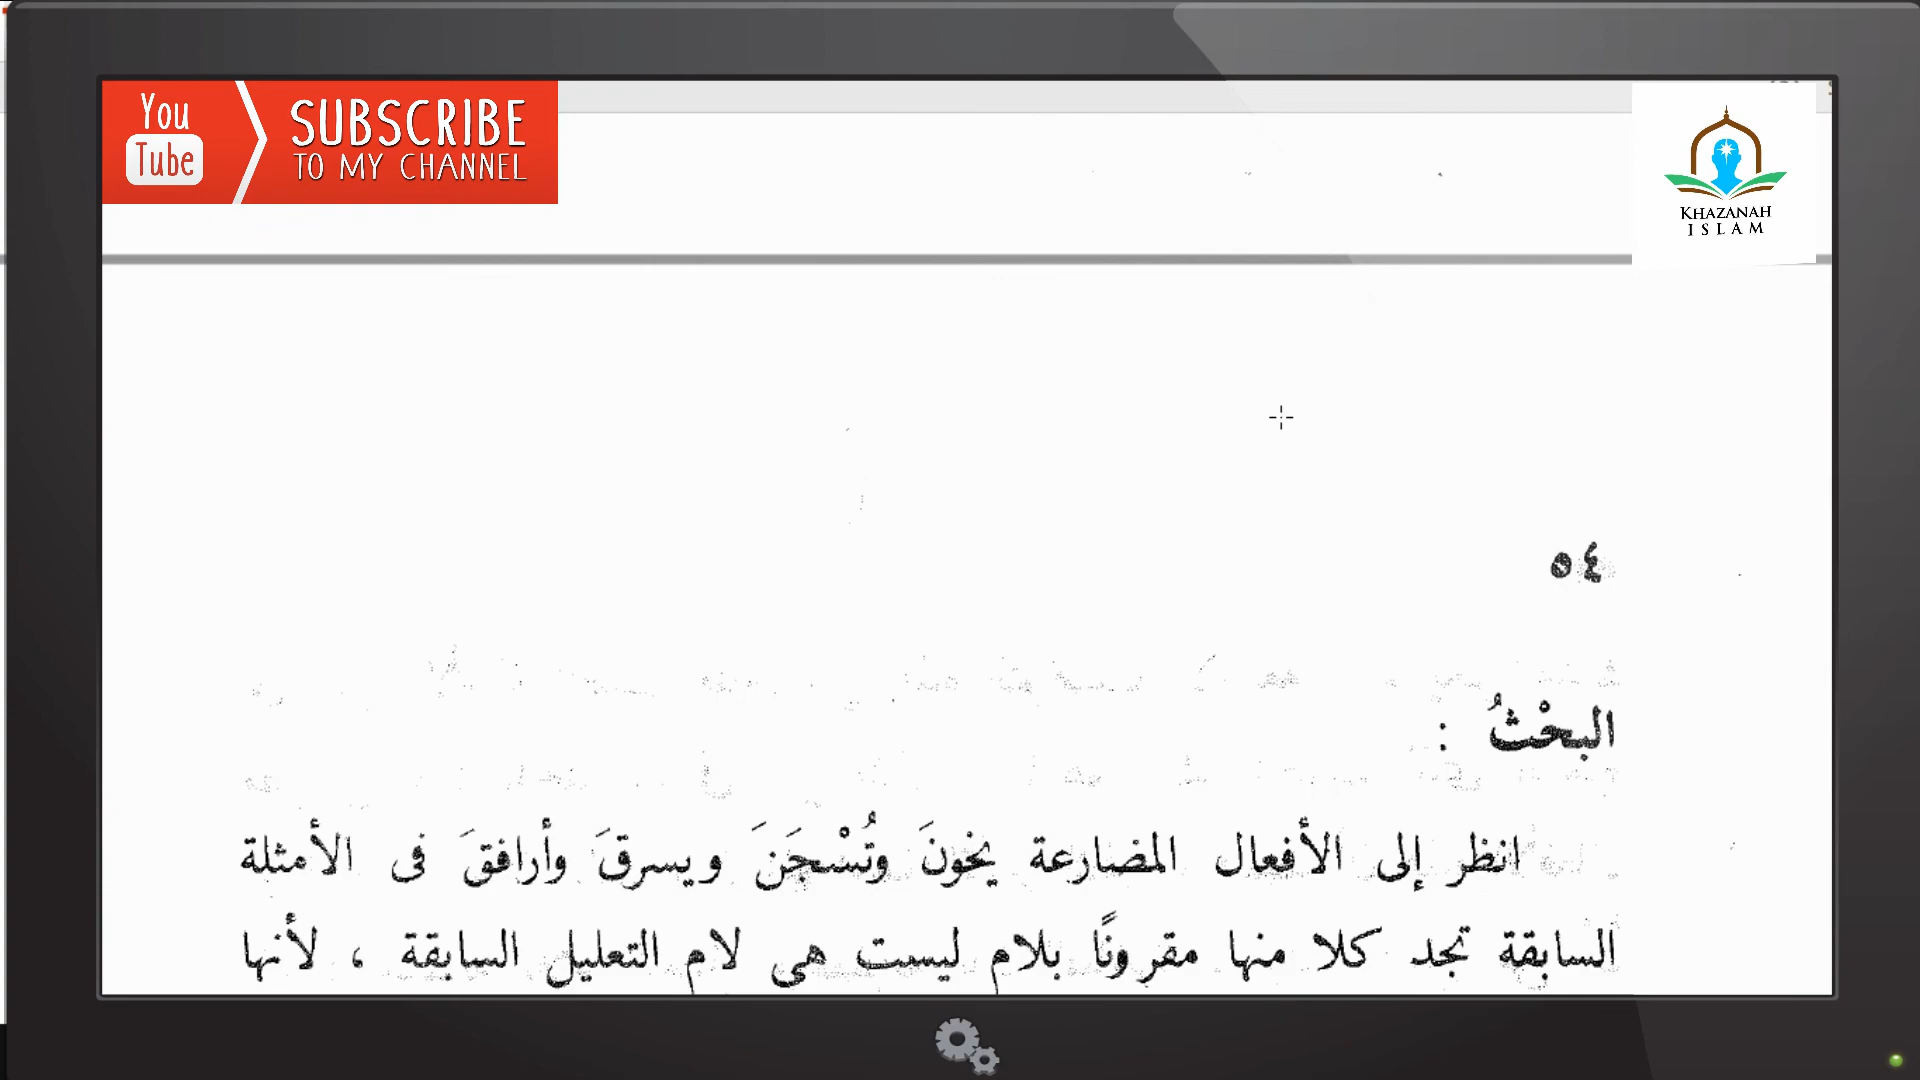 You
Tube
SUBSCRIBE
TO MY CHANNEL
KHAZANAH
ISLAM
٥٤
البحْثُ :
انظر إلى الأفعال المضارعة يخونَ وتُسْجَنَ ويسرقَ وأرافقَ فى الأمثلة
السابقة تجد كلا منها مقرونًا بلام ليست هى لام التعليل السابقة ، لأنها